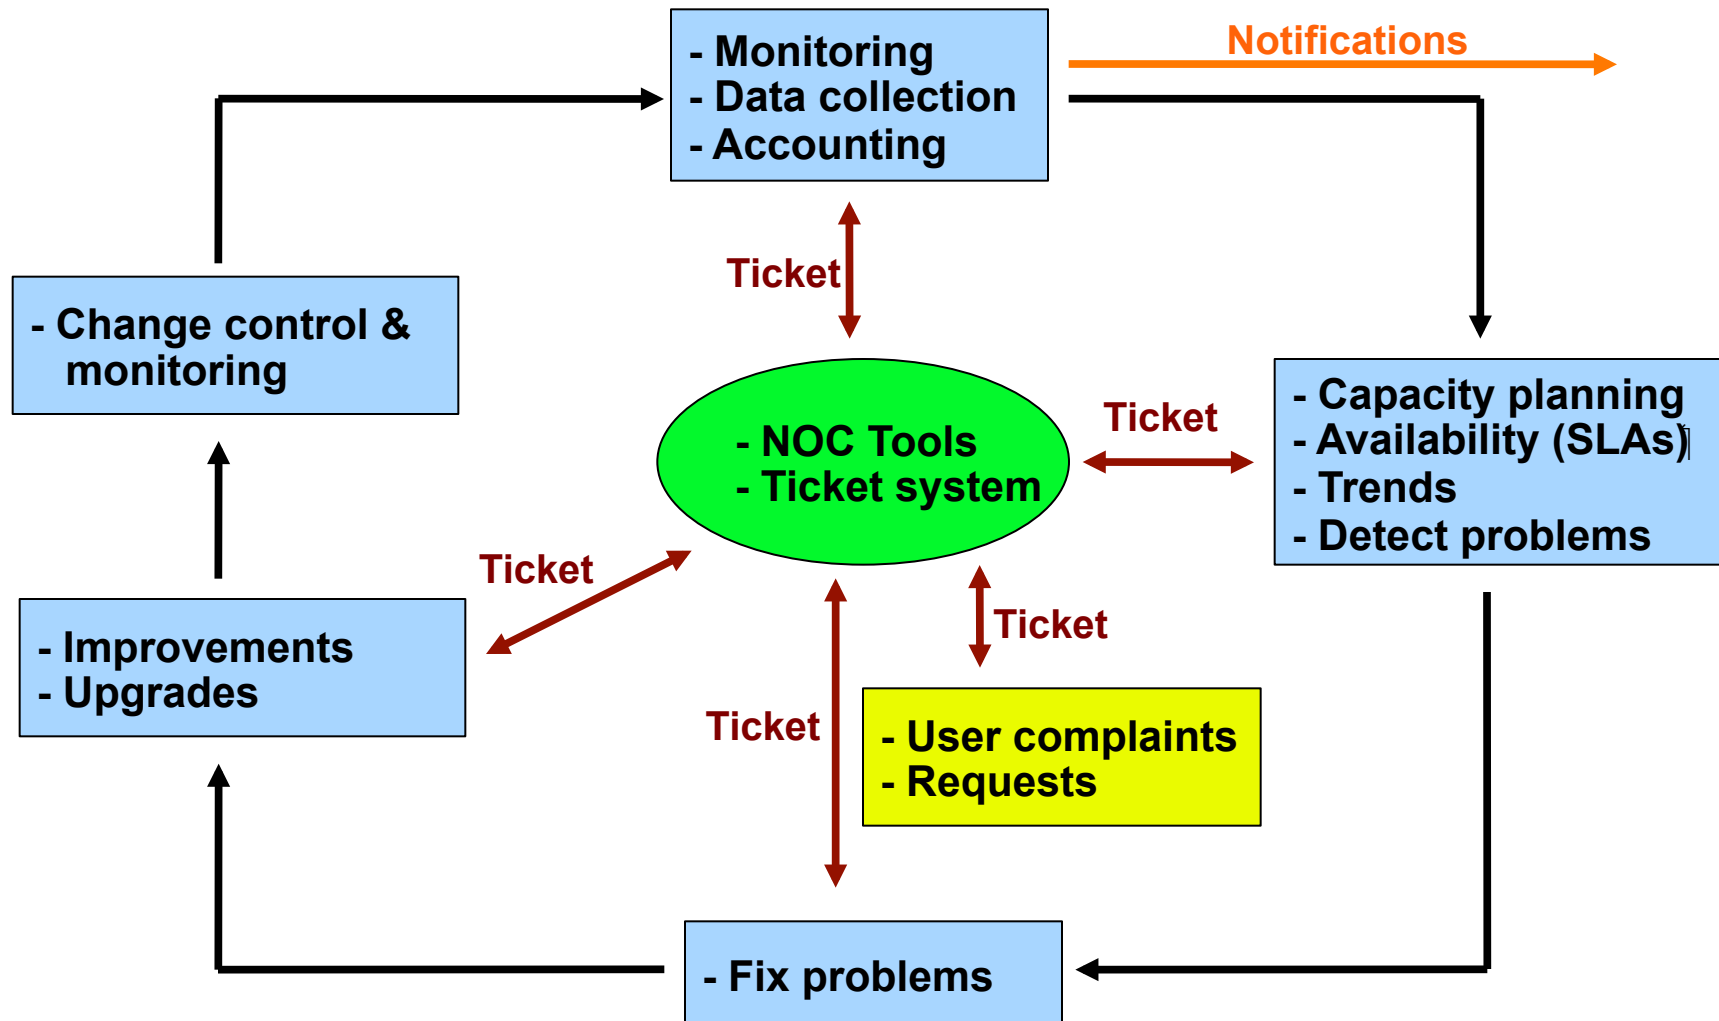 - Monitoring
- Data collection
- Accounting
Notifications
Ticket
- Change control &
monitoring
- NOC Tools
- Ticket system
Ticket
- Capacity planning
- Availability (SLAs)
- Trends
- Detect problems
Ticket
- Improvements
- Upgrades
Ticket
Ticket
- User complaints
- Requests
- Fix problems